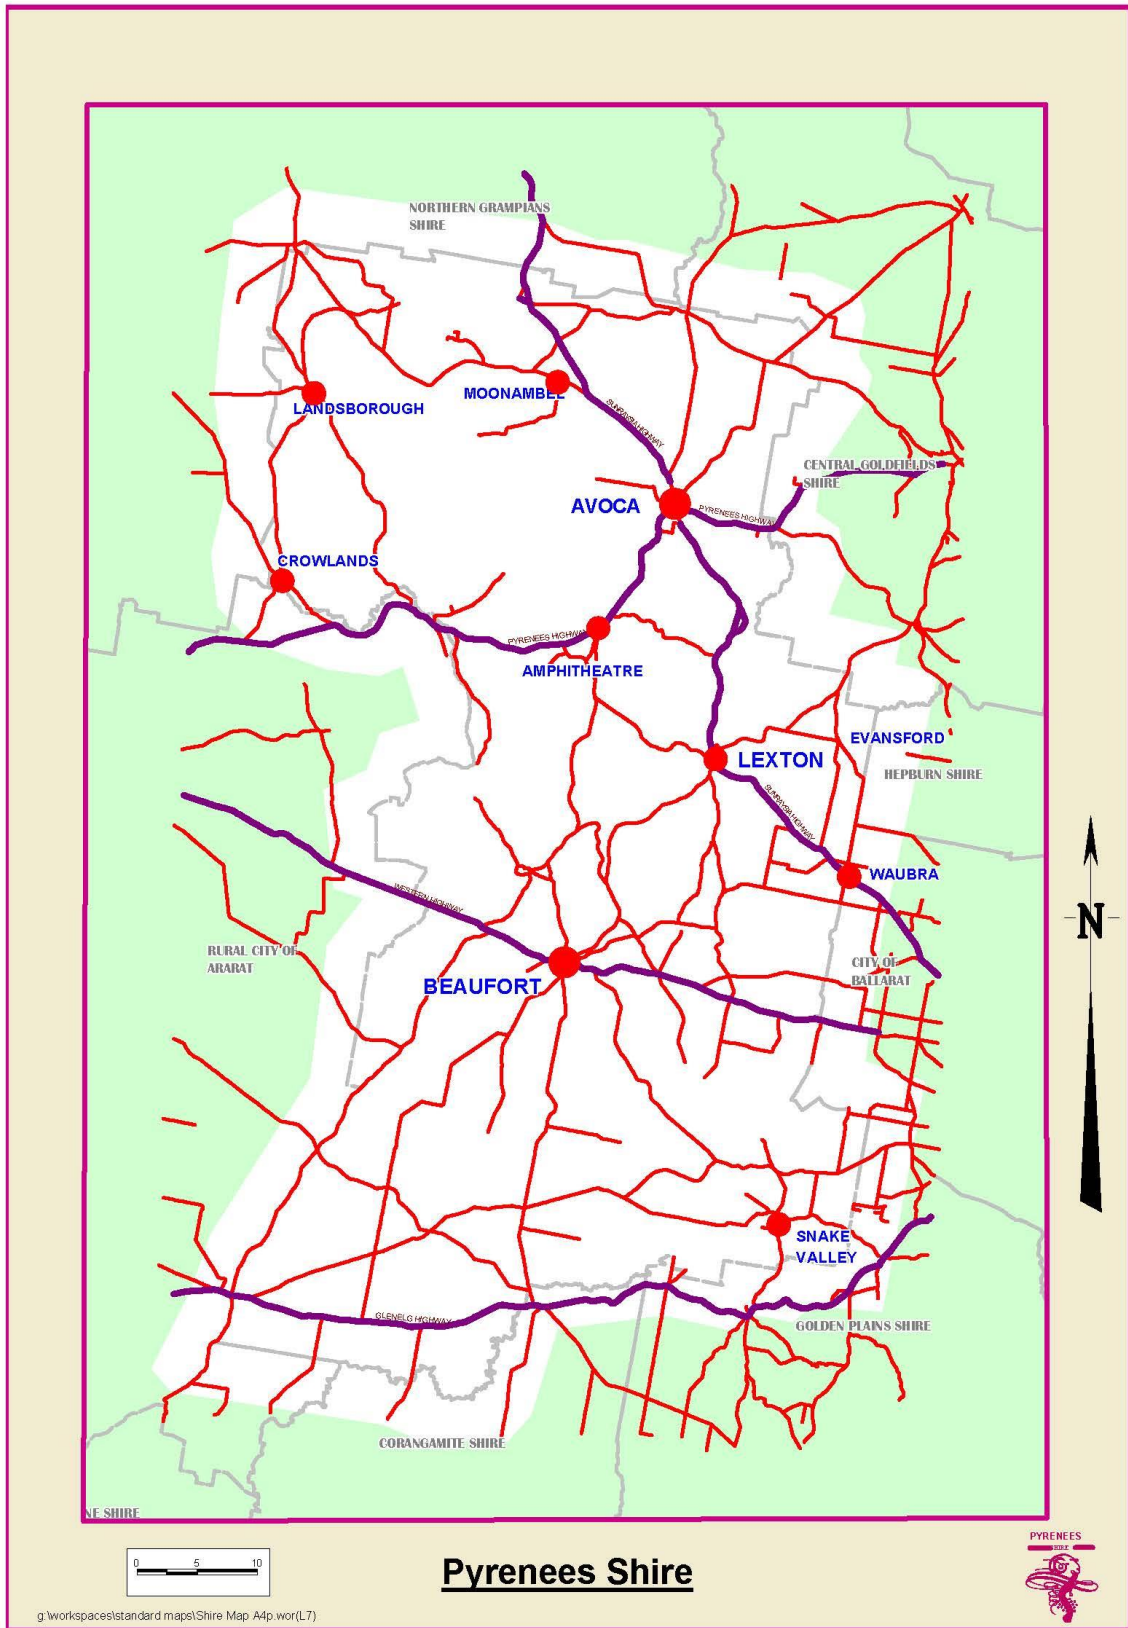 NORTHERN GRAMPIANS
SHIRE
MOONAMBEL
LANDSBOROUGH
SUNRAYSIA HIGHWAY
CENTRAL GOLDFIELDS
SHIRE
AVOCA
PYRENEES HIGHWAY
CROWLANDS
PYRENEES HIGHWAY
AMPHITHEATRE
EVANSFORD
LEXTON
HEPBURN SHIRE
SUNRAYSIA HIGHWAY
WAUBRA
WESTERN HIGHWAY
N
RURAL CITY OF
ARARAT
CITY OF
BALLARAT
BEAUFORT
SNAKE
VALLEY
GLENELG HIGHWAY
GOLDEN PLAINS SHIRE
CORANGAMITE SHIRE
NE SHIRE
PYRENEES
SHIRE
0 5 10
Pyrenees Shire
g:\workspaces\standard maps\Shire Map A4p.wor(L7)